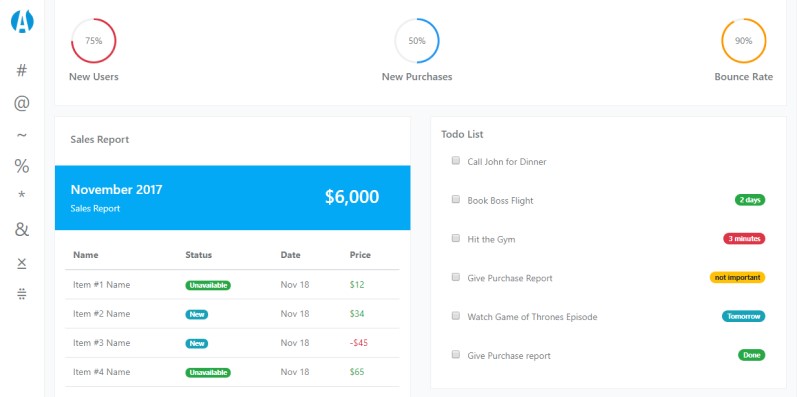 75%
50%
90%
New Users
New Purchases
Bounce Rate
#
@
~
%
*
&
Sales Report
November 2017
Sales Report
$6,000
Name Status Date Price
Item #1 Name Unavailable Nov 18 $12
Item #2 Name New Nov 18 $34
Item #3 Name New Nov 18 -$45
Item #4 Name Unavailable Nov 18 $65
Todo List
Call John for Dinner
Book Boss Flight 2 days
Hit the Gym 3 minutes
Give Purchase Report not important
Watch Game of Thrones Episode Tomorrow
Give Purchase report Done